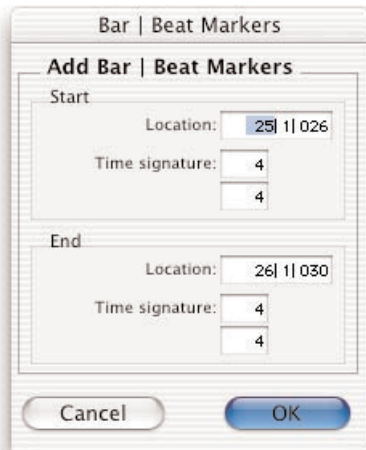 Bar | Beat Markers
Add Bar | Beat Markers
Start
Location: 25| 1| 026
Time signature: 4
4
End
Location: 26| 1| 030
Time signature: 4
4
Cancel OK